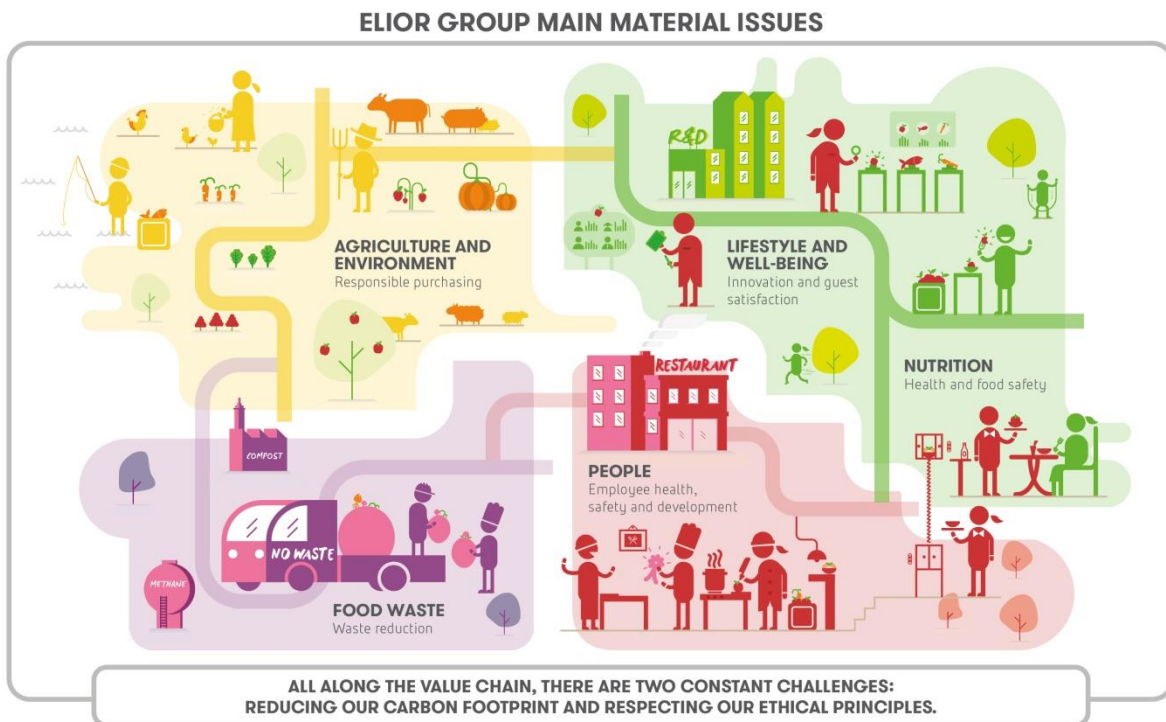 ELIOR GROUP MAIN MATERIAL ISSUES
R&D
AGRICULTURE AND
ENVIRONMENT
Responsible purchasing
LIFESTYLE AND
WELL-BEING
Innovation and guest
satisfaction
RESTAURANT
NUTRITION
Health and food safety
COMPOST
PEOPLE
Employee health,
safety and development
NO WASTE
METHANE
FOOD WASTE
Waste reduction
ALL ALONG THE VALUE CHAIN, THERE ARE TWO CONSTANT CHALLENGES:
REDUCING OUR CARBON FOOTPRINT AND RESPECTING OUR ETHICAL PRINCIPLES.